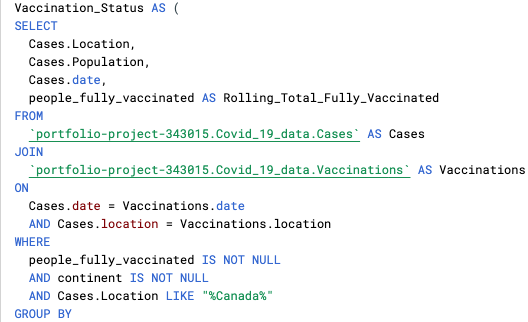 Vaccination_Status AS (
SELECT
Cases.Location,
Cases.Population,
Cases.date,
people_fully_vaccinated AS Rolling_Total_Fully_Vaccinated
FROM
`portfolio-project-343015.Covid_19_data.Cases` AS Cases
JOIN
`portfolio-project-343015.Covid_19_data.Vaccinations` AS Vaccinations
ON
Cases.date = Vaccinations.date
AND Cases.location = Vaccinations.location
WHERE
people_fully_vaccinated IS NOT NULL
AND continent IS NOT NULL
AND Cases.Location LIKE "%Canada%"
GROUP BY